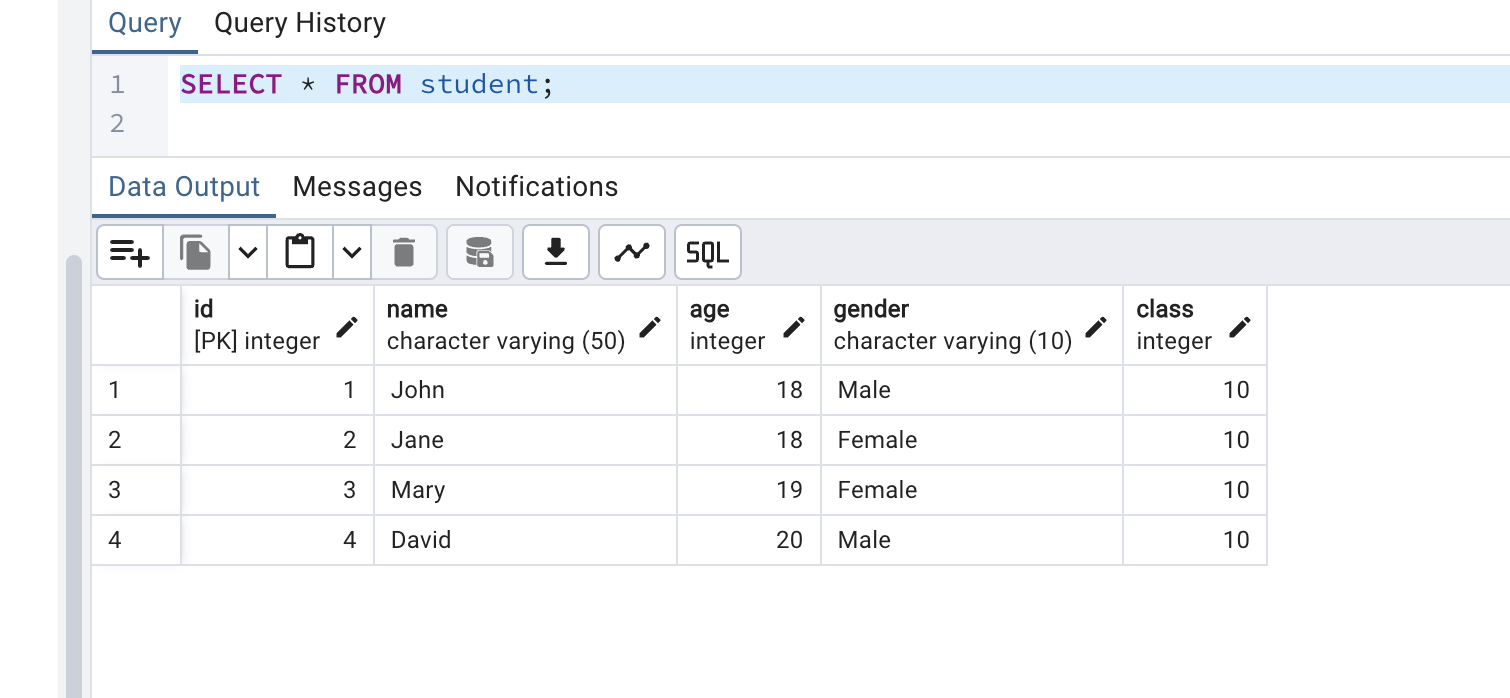 Query Query History
1 SELECT * FROM student;
2
Data Output Messages Notifications
SQL
id name age gender class
[PK] integer character varying (50) integer character varying (10) integer
1 1 John 18 Male 10
2 2 Jane 18 Female 10
3 3 Mary 19 Female 10
4 4 David 20 Male 10